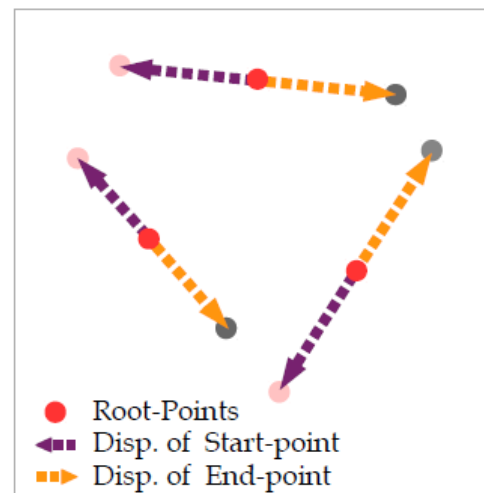 Root-Points
Disp. of Start-point
Disp. of End-point